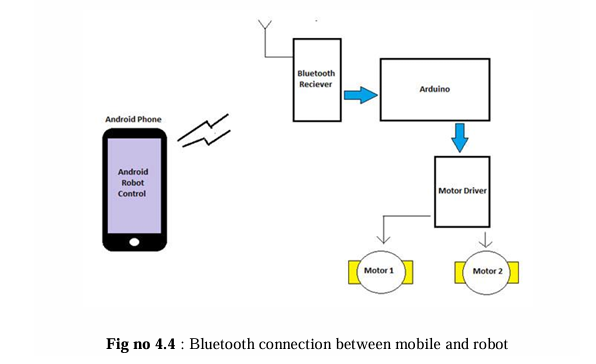 Bluetooth
Reciever
Arduino
Android Phone
Android
Robot
Control
Motor Driver
Motor 1
Motor 2
Fig no 4.4 : Bluetooth connection between mobile and robot